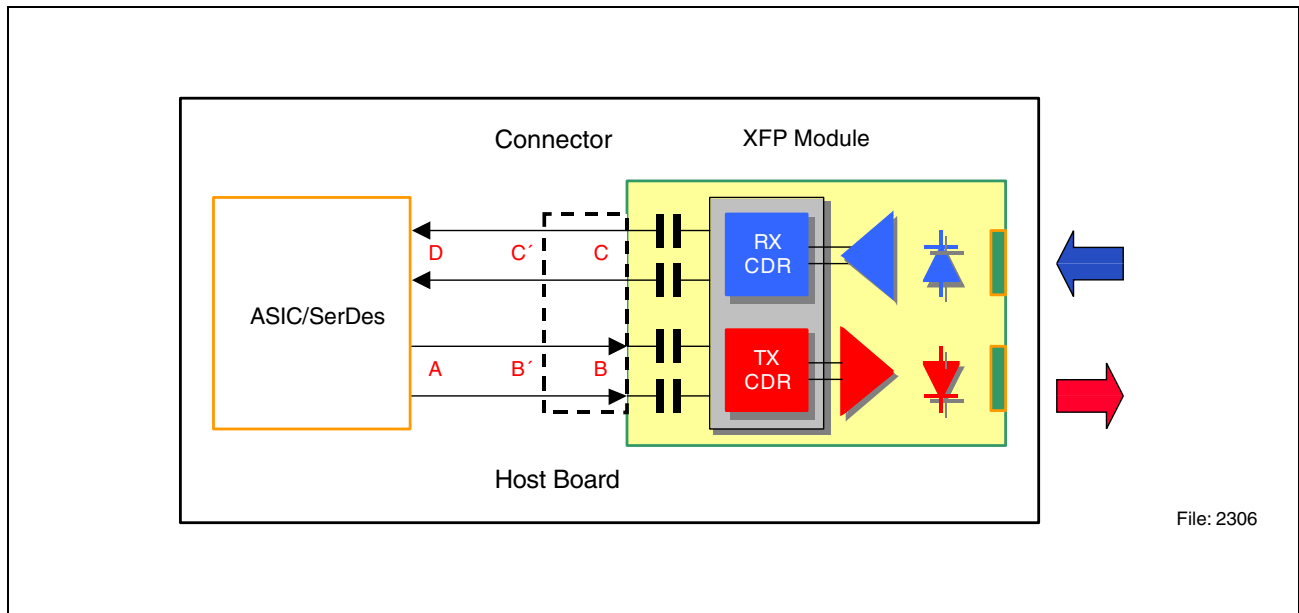 Connector
XFP Module
D
C´
C
RX
CDR
ASIC/SerDes
A
B´
B
TX
CDR
Host Board
File: 2306